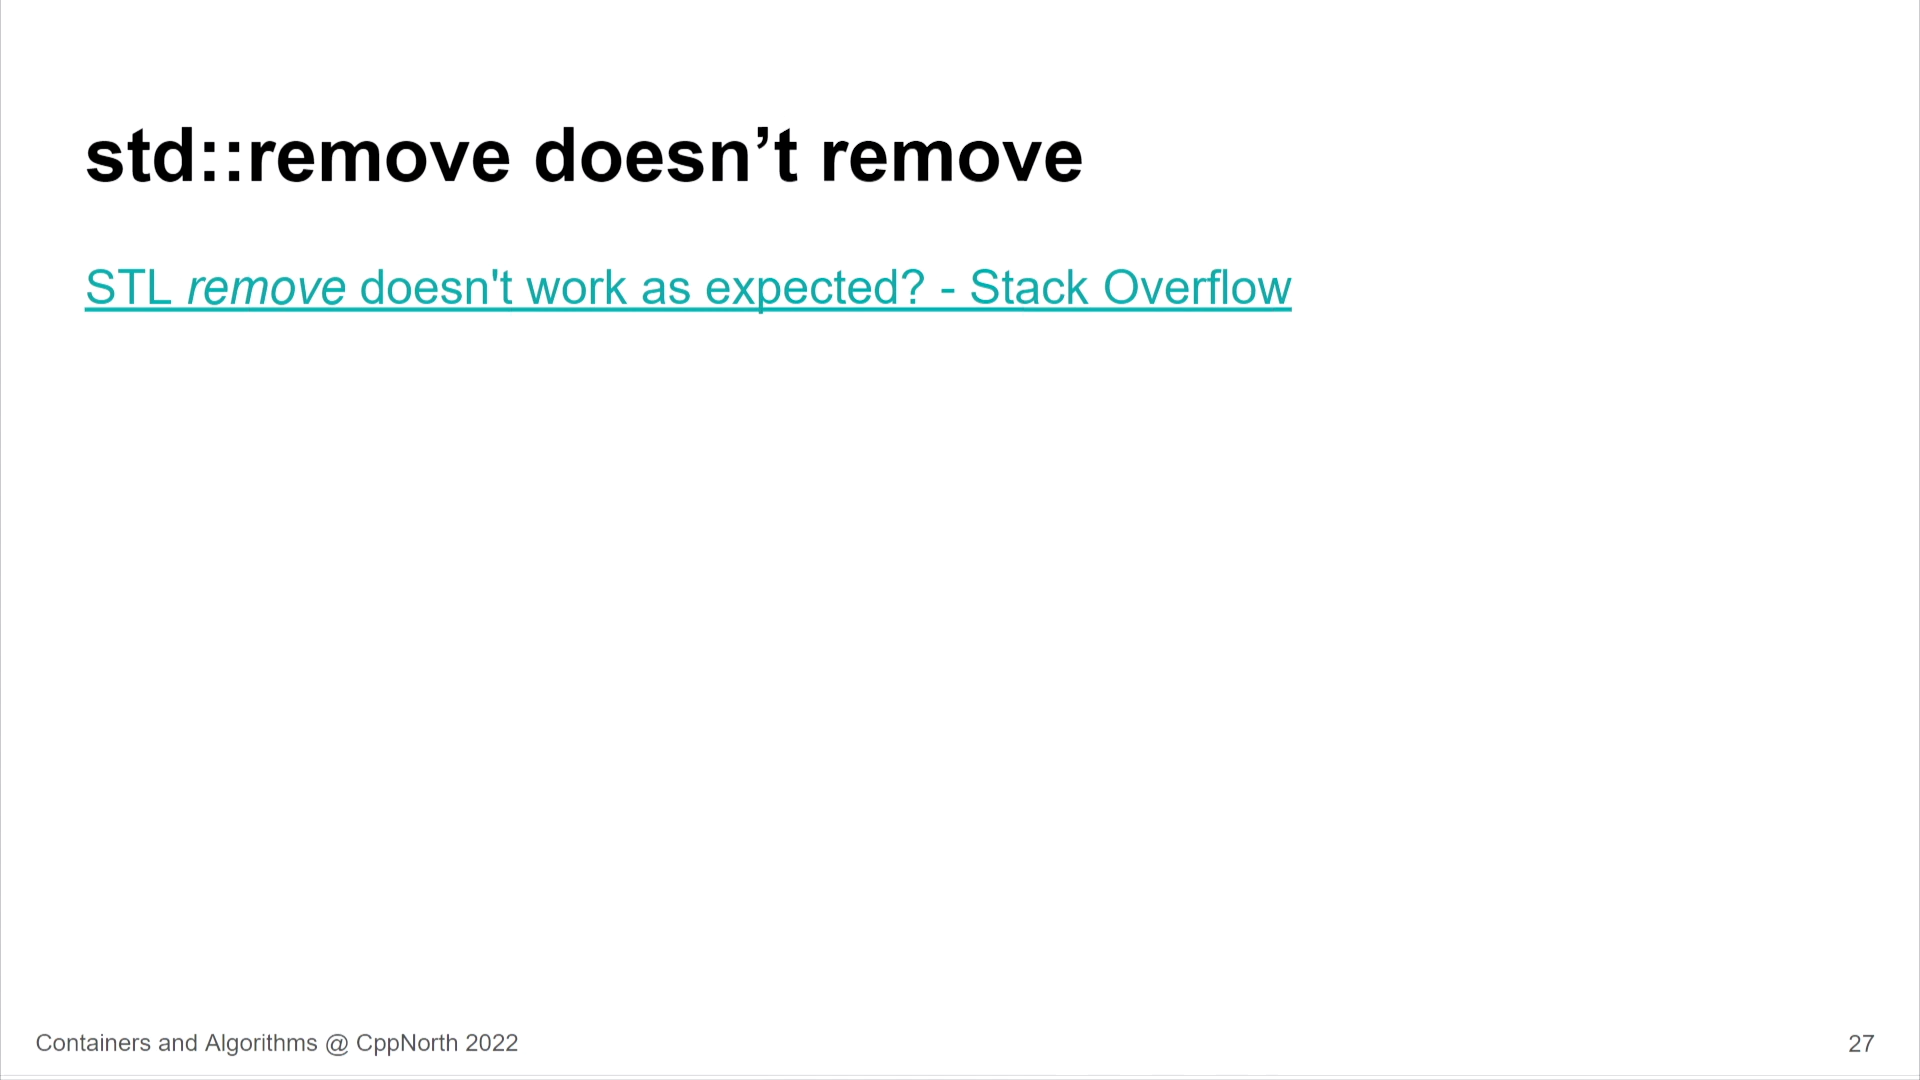 std::remove doesn’t remove
STL remove doesn't work as expected? - Stack Overflow
Containers and Algorithms @ CppNorth 2022
27